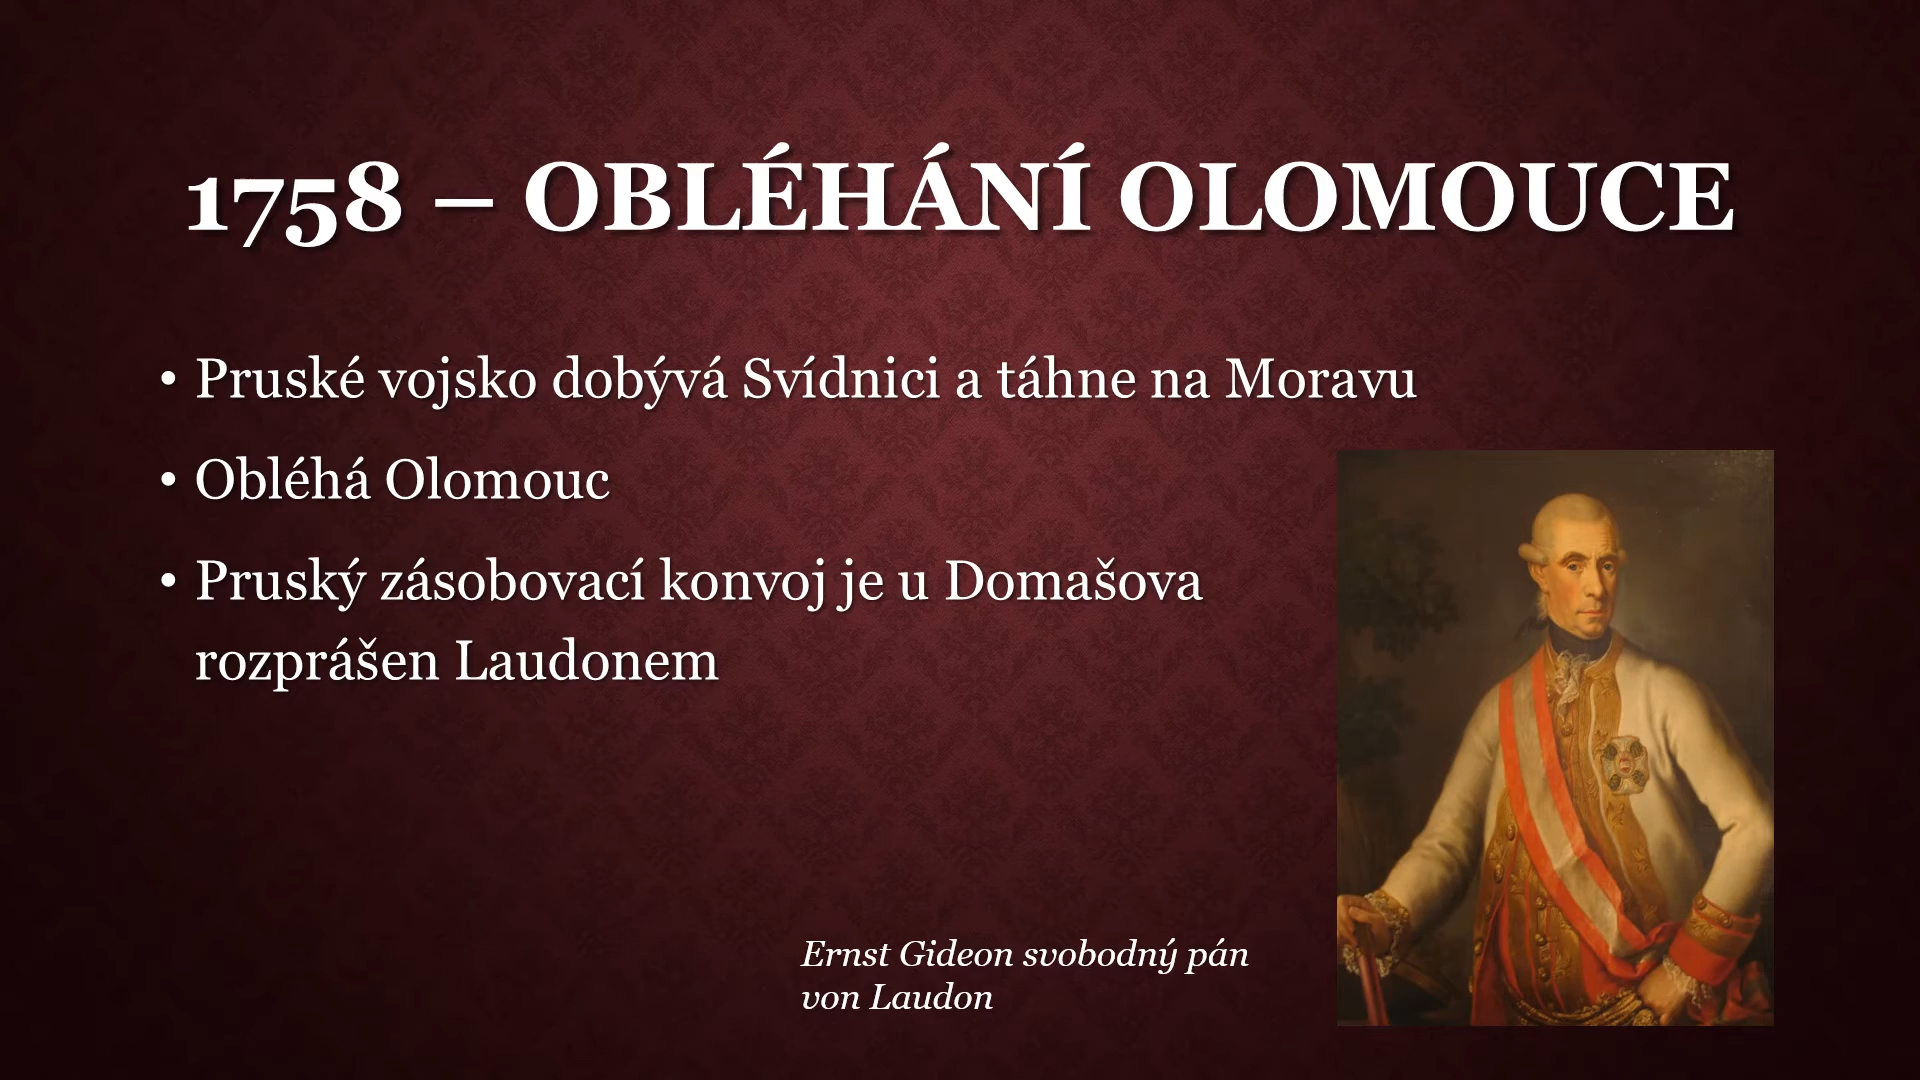 1758 – OBLÉHÁNÍ OLOMOUCE
• Pruské vojsko dobývá Svídnici a táhne na Moravu
• Obléhá Olomouc
• Pruský zásobovací konvoj je u Domašova
rozprášen Laudonem
Ernst Gideon svobodný pán
von Laudon